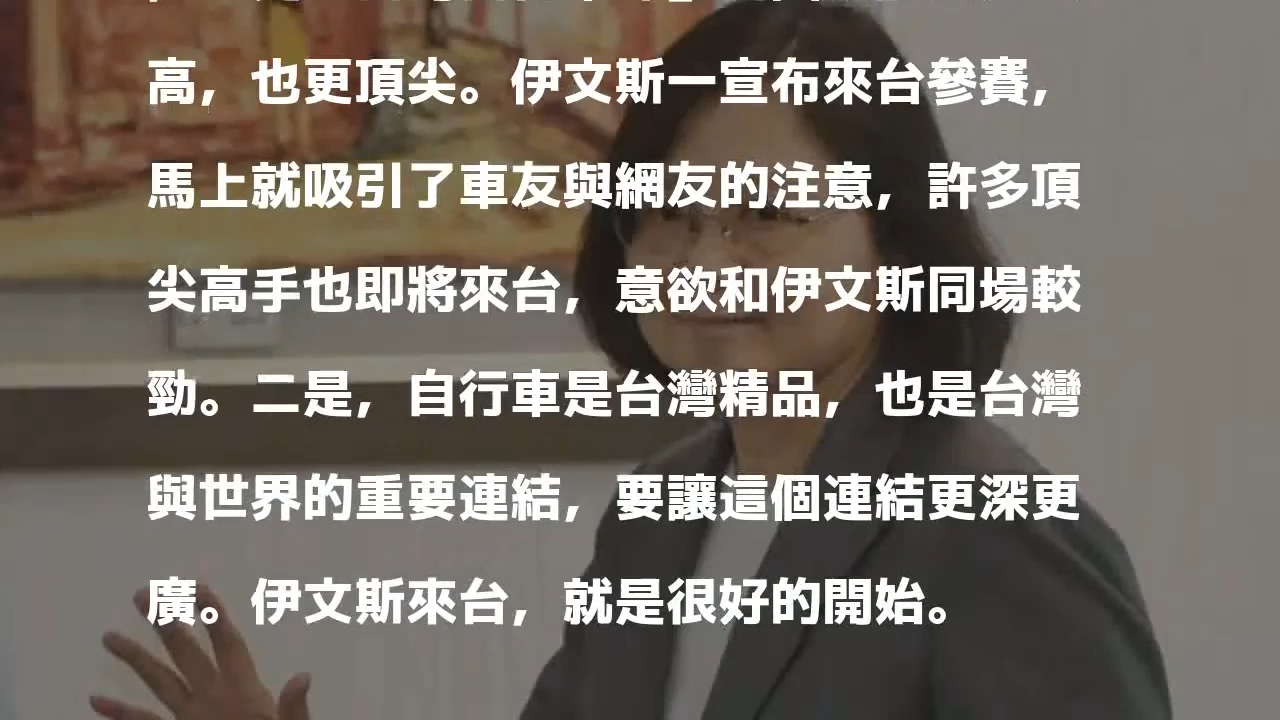 高，也更頂尖。伊文斯一宣布來台參賽，
馬上就吸引了車友與網友的注意，許多頂
尖高手也即將來台，意欲和伊文斯同場較
勁。二是，自行車是台灣精品，也是台灣
與世界的重要連結，要讓這個連結更深更
廣。伊文斯來台，就是很好的開始。